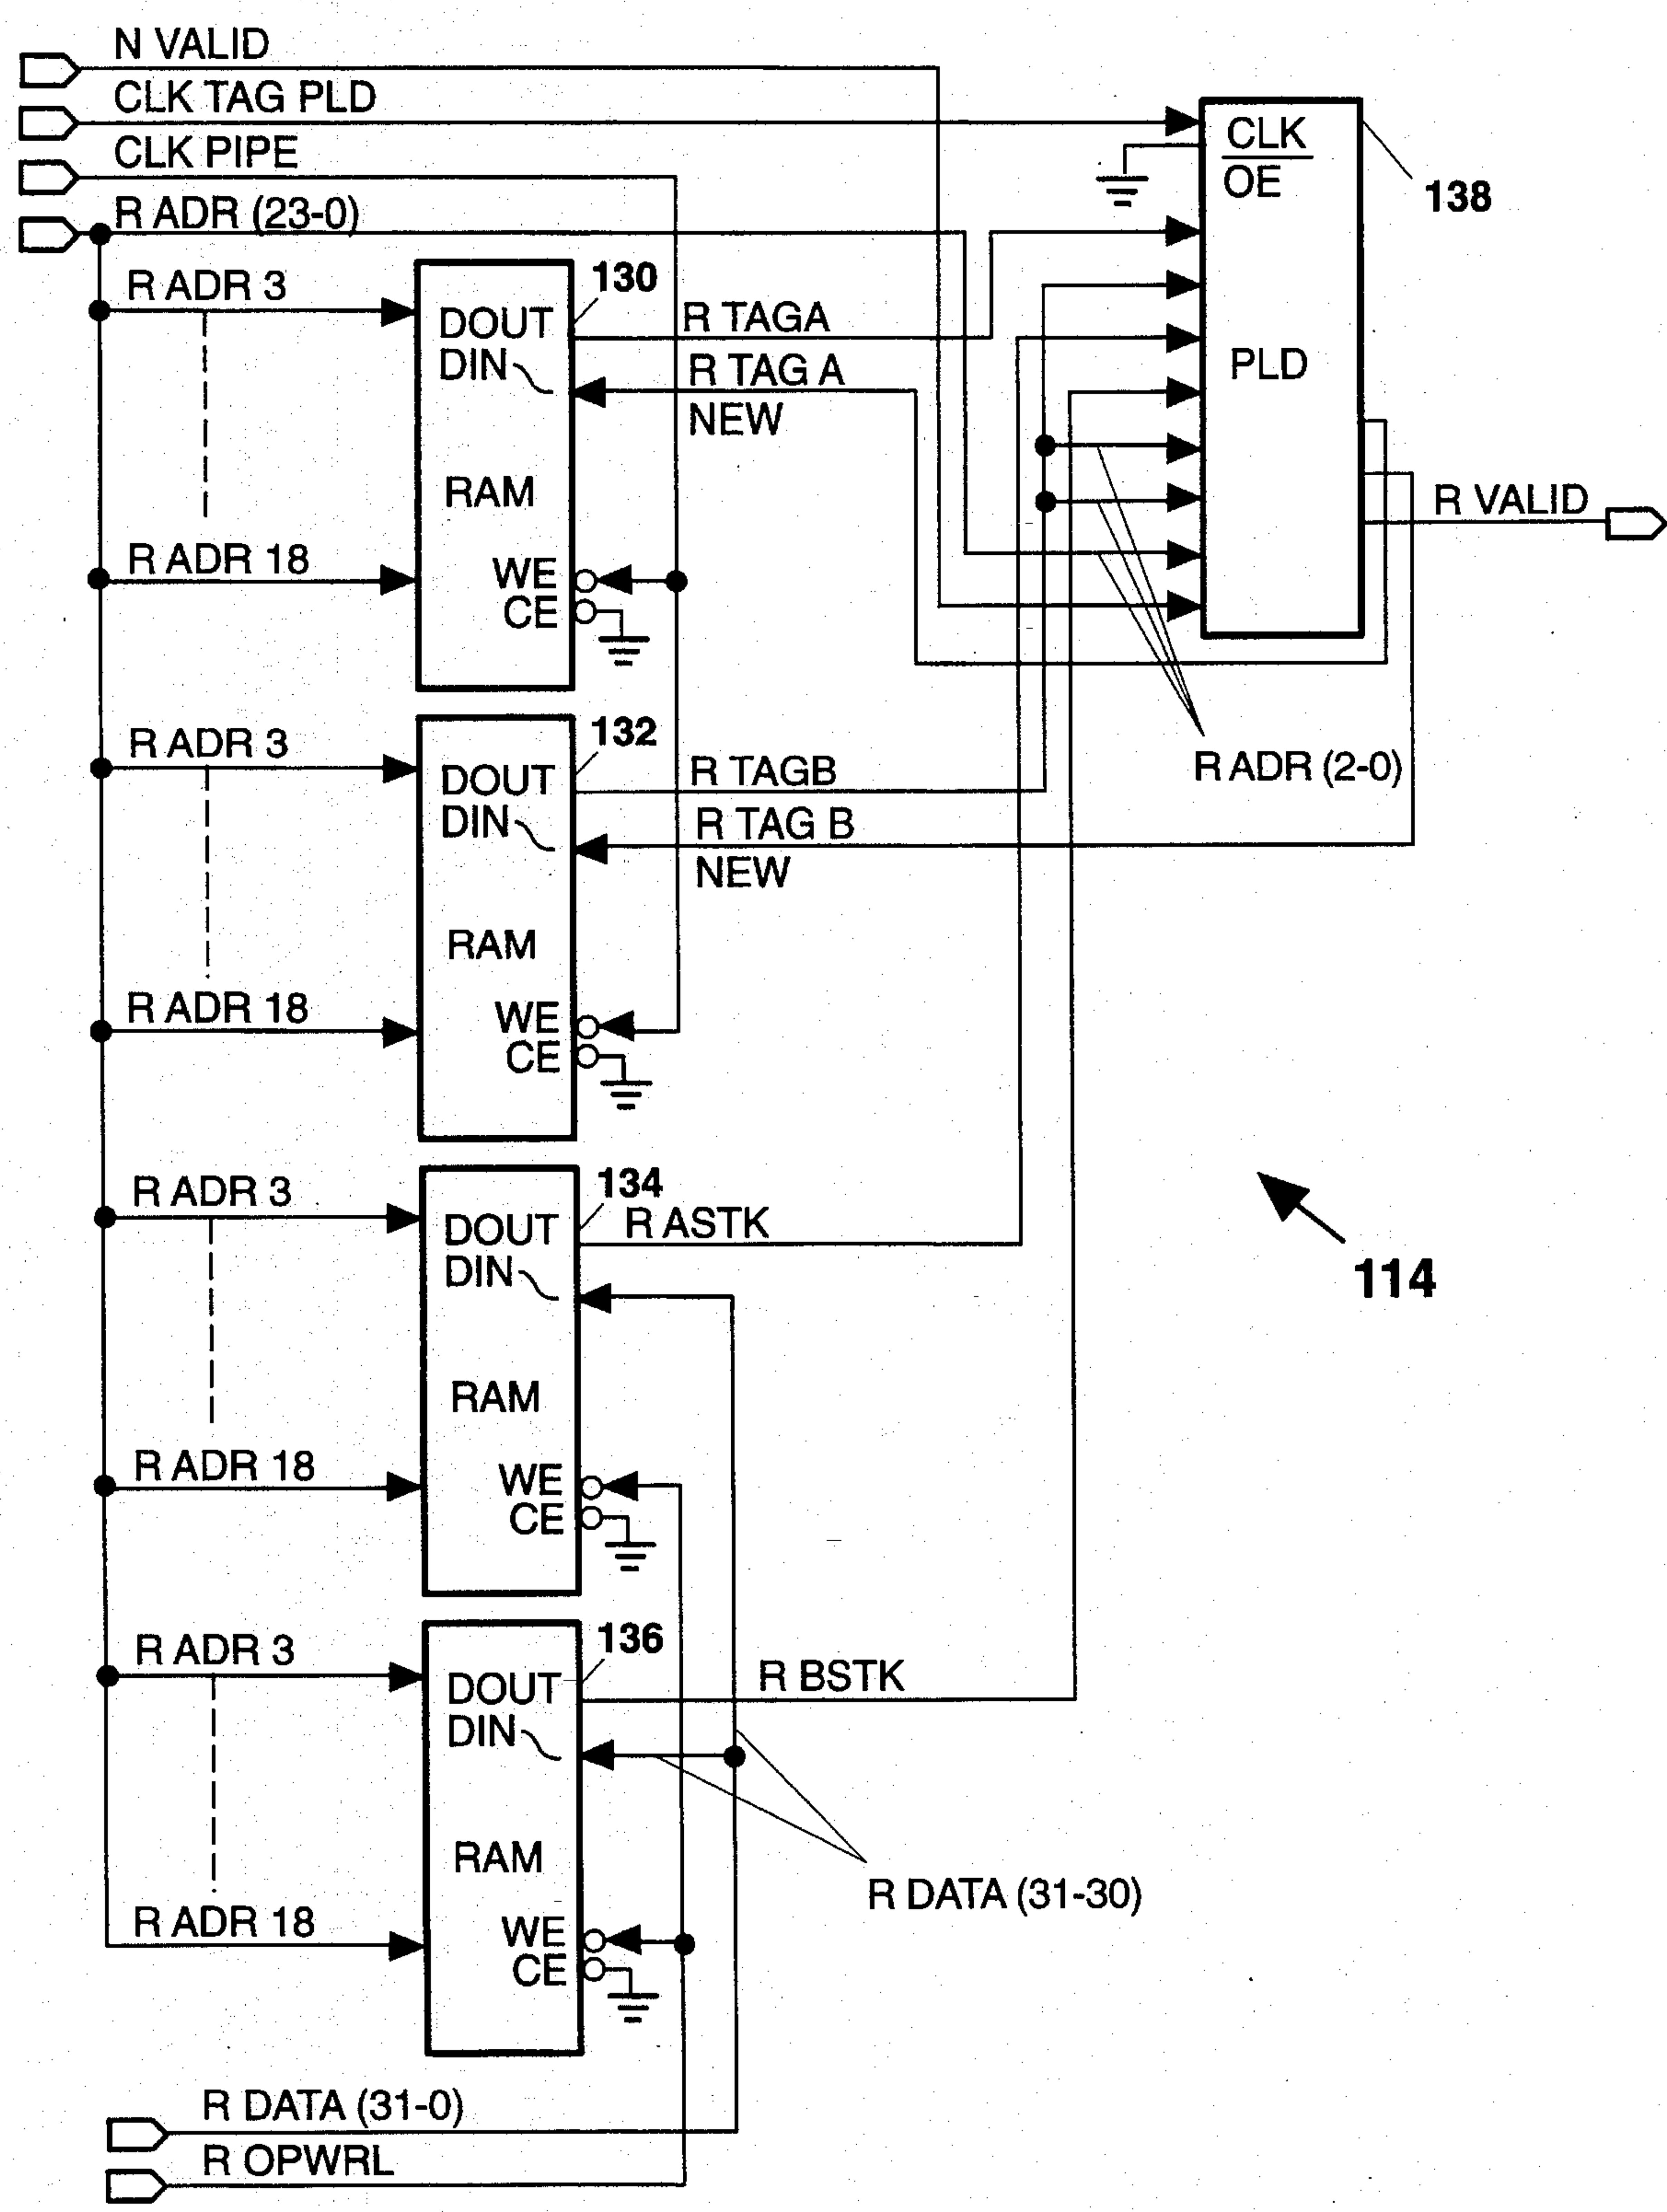 N VALID
CLK TAG PLD
CLK PIPE
R ADR (23-0)
CLK
OE
138
PLD
R VALID
R ADR (2-0)
R ADR 3
R ADR 18
130
DOUT
DIN
RAM
WE
CE
R TAGA
R TAG A
NEW
R ADR 3
R ADR 18
132
DOUT
DIN
RAM
WE
CE
R TAGB
R TAG B
NEW
R ADR 3
R ADR 18
134
DOUT
DIN
RAM
WE
CE
R ASTK
114
R ADR 3
R ADR 18
136
DOUT
DIN
RAM
WE
CE
R BSTK
R DATA (31-30)
R DATA (31-0)
R OPWRL